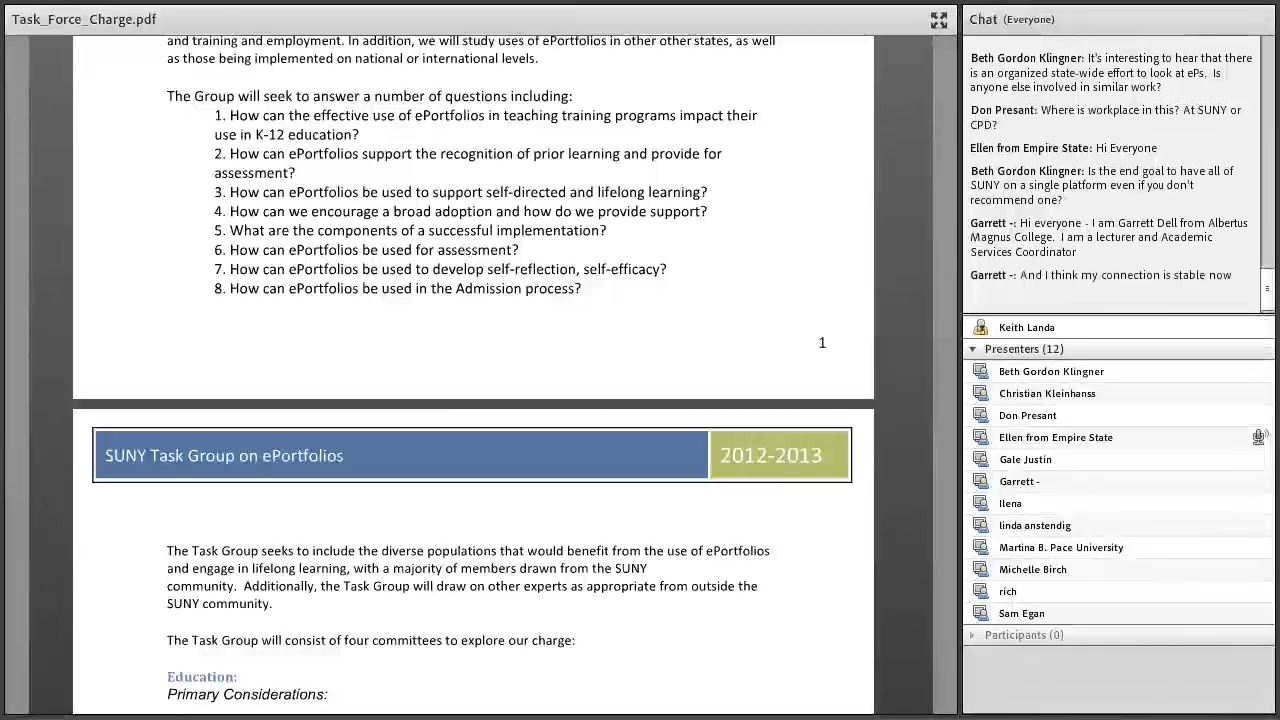 Task_Force_Charge.pdf
and training and employment. In addition, we will study uses of ePortfolios in other other states, as well
as those being implemented on national or international levels.
The Group will seek to answer a number of questions including:
1. How can the effective use of ePortfolios in teaching training programs impact their
use in K-12 education?
2. How can ePortfolios support the recognition of prior learning and provide for
assessment?
3. How can ePortfolios be used to support self-directed and lifelong learning?
4. How can we encourage a broad adoption and how do we provide support?
5. What are the components of a successful implementation?
6. How can ePortfolios be used for assessment?
7. How can ePortfolios be used to develop self-reflection, self-efficacy?
8. How can ePortfolios be used in the Admission process?
1
SUNY Task Group on ePortfolios
2012-2013
The Task Group seeks to include the diverse populations that would benefit from the use of ePortfolios
and engage in lifelong learning, with a majority of members drawn from the SUNY
community.  Additionally, the Task Group will draw on other experts as appropriate from outside the
SUNY community.
The Task Group will consist of four committees to explore our charge:
Education:
Primary Considerations:
Chat (Everyone)
Beth Gordon Klingner: It's interesting to hear that there
is an organized state-wide effort to look at ePs.  Is
anyone else involved in similar work?
Don Presant: Where is workplace in this?  At SUNY or
CPD?
Ellen from Empire State: Hi Everyone
Beth Gordon Klingner: Is the end goal to have all of
SUNY on a single platform even if you don't
recommend one?
Garrett -: Hi everyone - I am Garrett Dell from Albertus
Magnus College.  I am a lecturer and Academic
Services Coordinator
Garrett -: And I think my connection is stable now
Keith Landa
Presenters (12)
Beth Gordon Klingner
Christian Kleinhanss
Don Presant
Ellen from Empire State
Gale Justin
Garrett -
Ilena
linda anstendig
Martina B. Pace University
Michelle Birch
rich
Sam Egan
Participants (0)